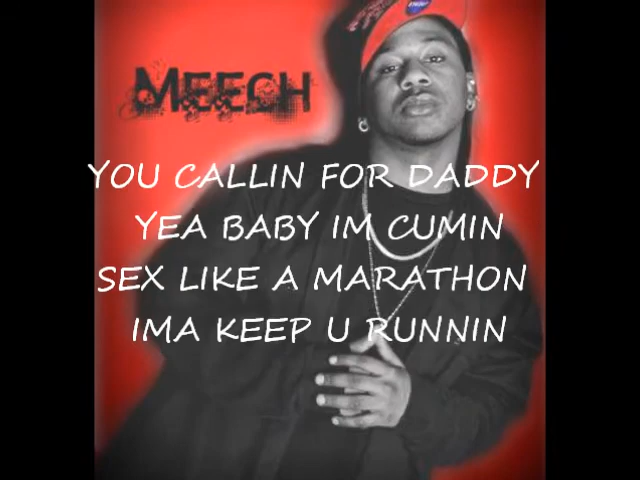 MEECH
YOU CALLIN FOR DADDY
YEA BABY IM CUMIN
SEX LIKE A MARATHON
IMA KEEP U RUNNIN